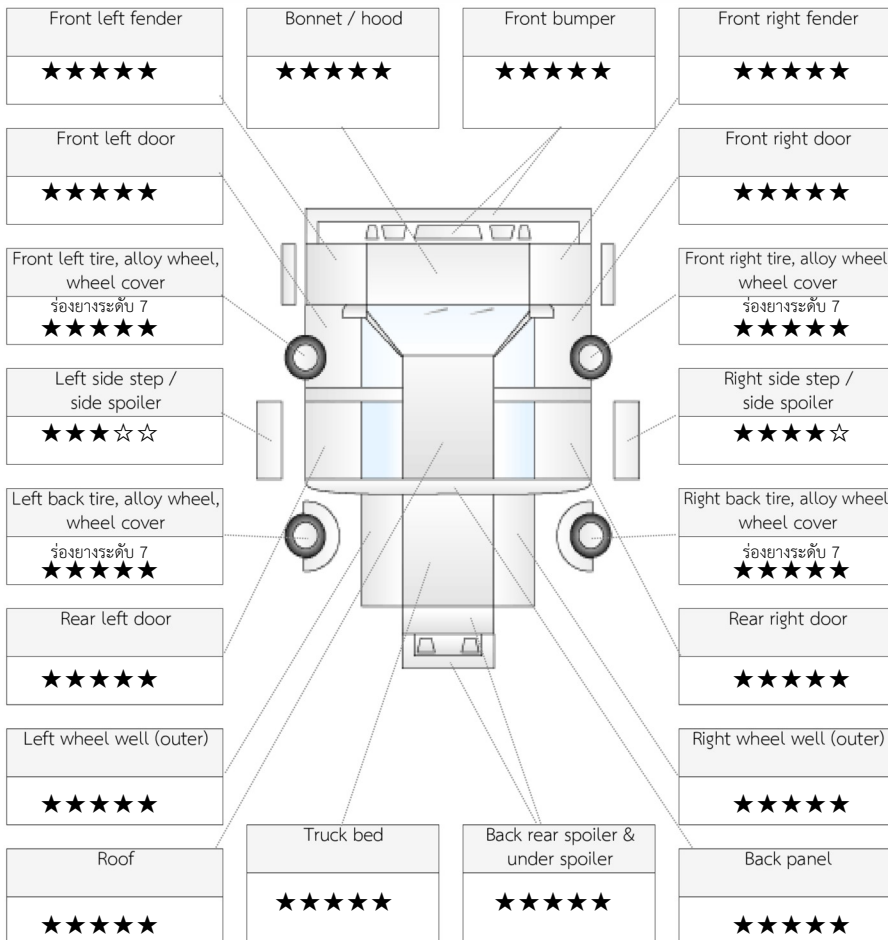 Front left fender
★★★★★
Bonnet / hood
★★★★★
Front bumper
★★★★★
Front right fender
★★★★★
Front left door
★★★★★
Front right door
★★★★★
Front left tire, alloy wheel,
wheel cover
ร่องยางระดับ 7
★★★★★
Front right tire, alloy wheel
wheel cover
ร่องยางระดับ 7
★★★★★
Left side step /
side spoiler
★★★☆☆
Right side step /
side spoiler
★★★★☆
Left back tire, alloy wheel,
wheel cover
ร่องยางระดับ 7
★★★★★
Right back tire, alloy wheel
wheel cover
ร่องยางระดับ 7
★★★★★
Rear left door
★★★★★
Rear right door
★★★★★
Left wheel well (outer)
★★★★★
Right wheel well (outer)
★★★★★
Roof
★★★★★
Truck bed
★★★★★
Back rear spoiler &
under spoiler
★★★★★
Back panel
★★★★★